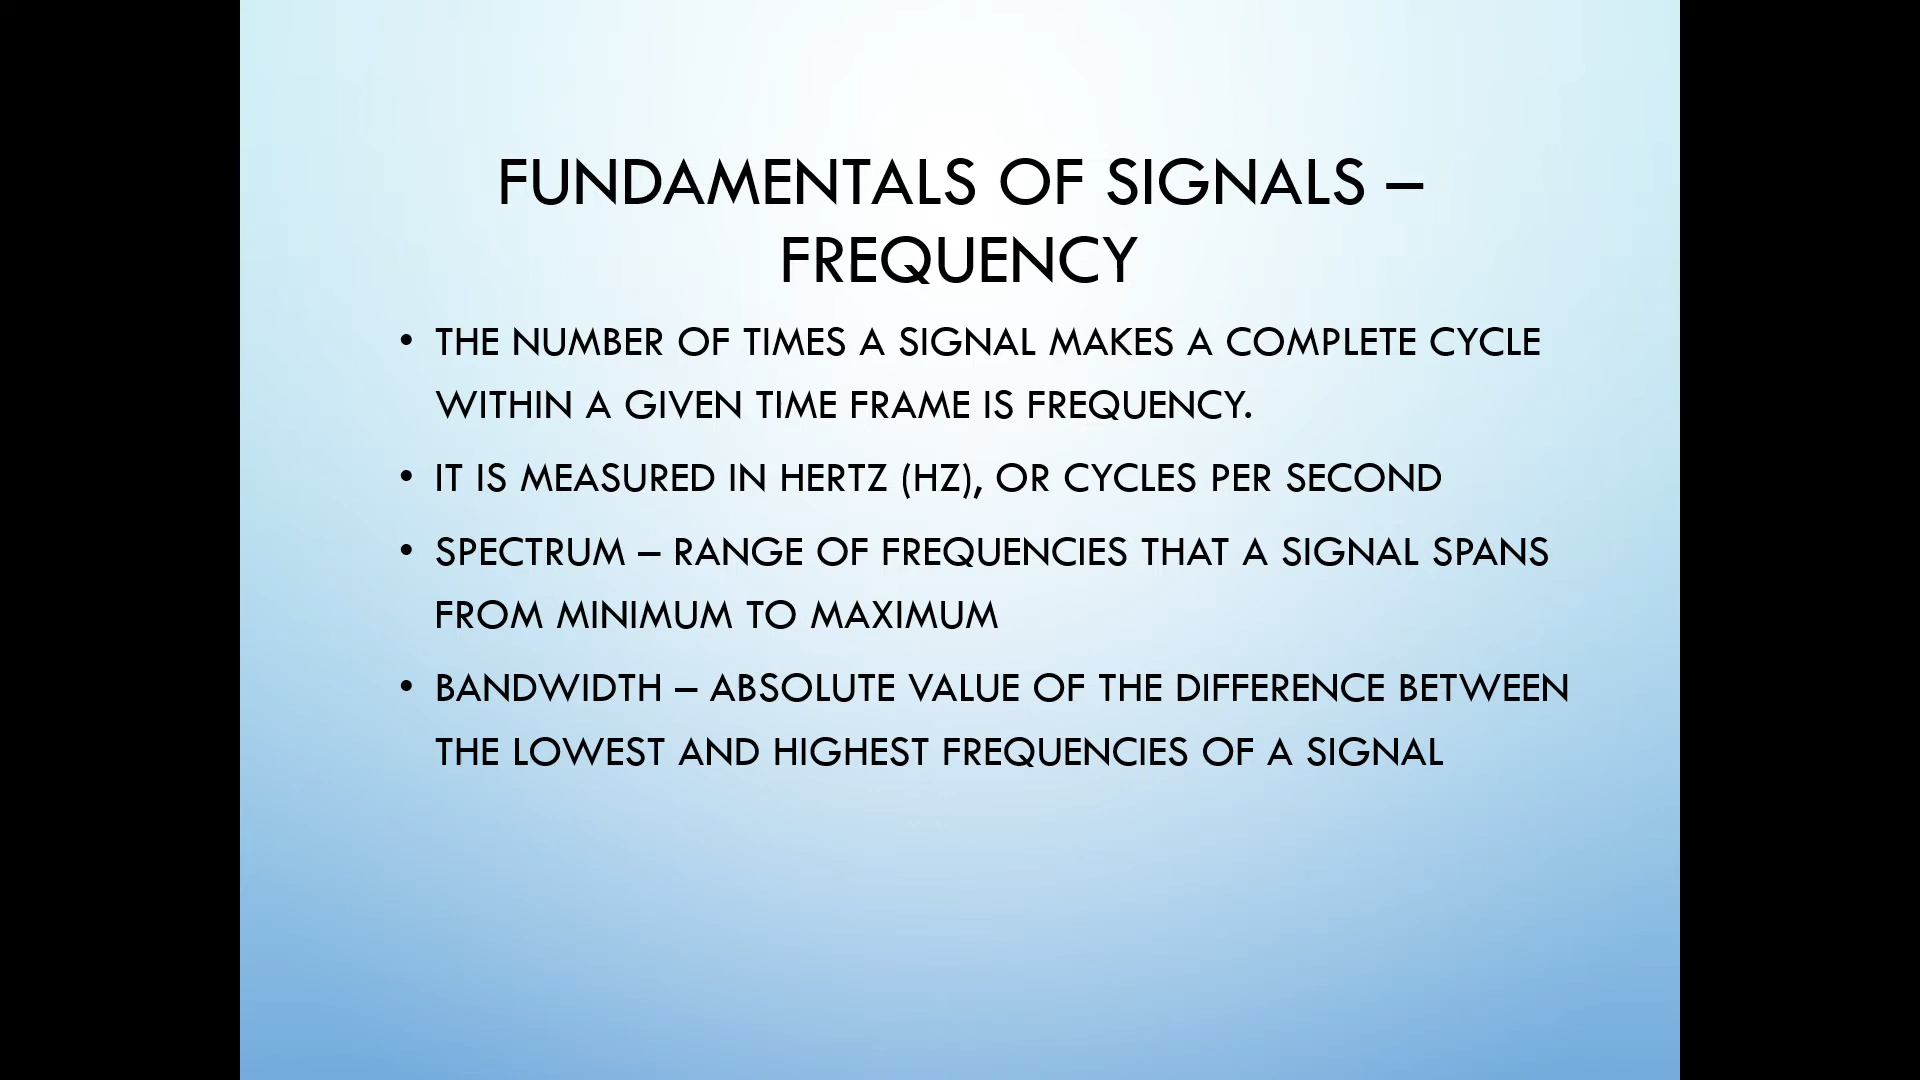 FUNDAMENTALS OF SIGNALS –
FREQUENCY
• THE NUMBER OF TIMES A SIGNAL MAKES A COMPLETE CYCLE
WITHIN A GIVEN TIME FRAME IS FREQUENCY.
• IT IS MEASURED IN HERTZ (HZ), OR CYCLES PER SECOND
• SPECTRUM – RANGE OF FREQUENCIES THAT A SIGNAL SPANS
FROM MINIMUM TO MAXIMUM
• BANDWIDTH – ABSOLUTE VALUE OF THE DIFFERENCE BETWEEN
THE LOWEST AND HIGHEST FREQUENCIES OF A SIGNAL